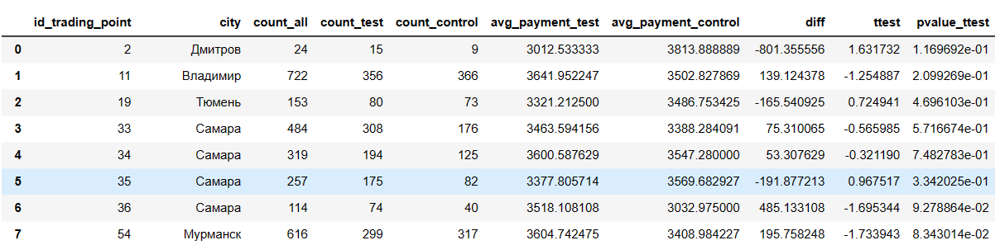 id_trading_point city count_all count_test count_control avg_payment_test avg_payment_control diff ttest pvalue_ttest
0 2 Дмитров 24 15 9 3012.533333 3813.888889 -801.355556 1.631732 1.169692e-01
1 11 Владимир 722 356 366 3641.952247 3502.827869 139.124378 -1.254887 2.099269e-01
2 19 Тюмень 153 80 73 3321.212500 3486.753425 -165.540925 0.724941 4.696103e-01
3 33 Самара 484 308 176 3463.594156 3388.284091 75.310065 -0.565985 5.716674e-01
4 34 Самара 319 194 125 3600.587629 3547.280000 53.307629 -0.321190 7.482783e-01
5 35 Самара 257 175 82 3377.805714 3569.682927 -191.877213 0.967517 3.342025e-01
6 36 Самара 114 74 40 3518.108108 3032.975000 485.133108 -1.695344 9.278864e-02
7 54 Мурманск 616 299 317 3604.742475 3408.984227 195.758248 -1.733943 8.343014e-02